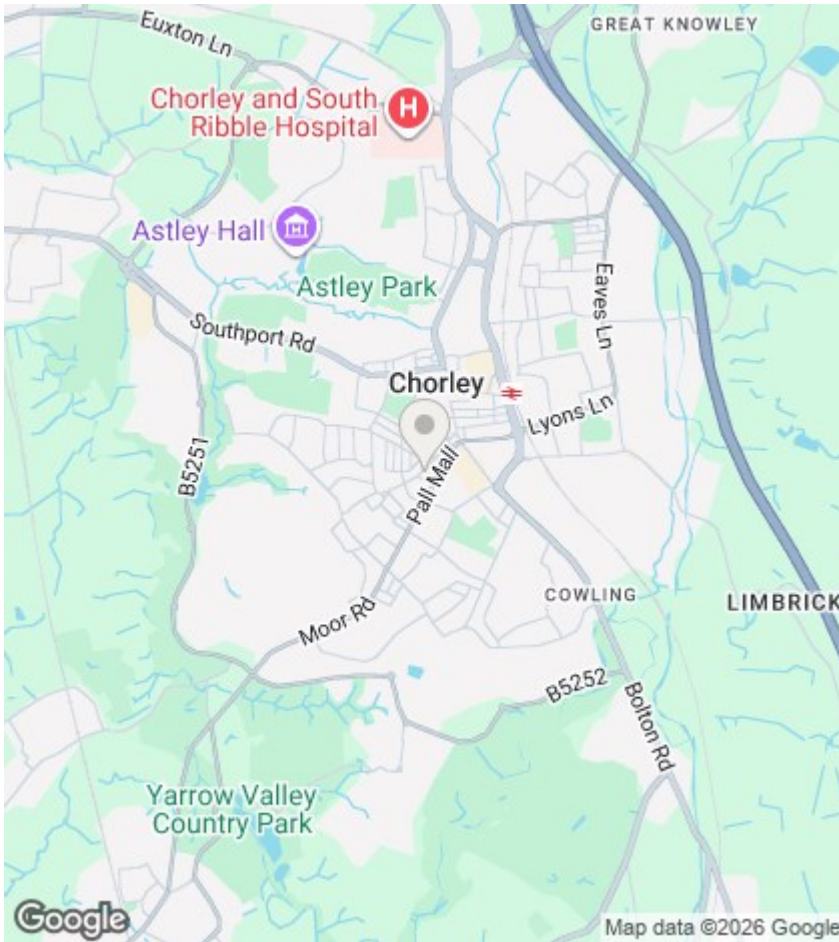 Euxton Ln
GREAT KNOWLEY
Chorley and South
Ribble Hospital
H
Astley Hall
Astley Park
Eaves Ln
Southport Rd
Chorley
Lyons Ln
B5251
Pall Mall
COWLING
LIMBRICK
Moor Rd
B5252
Bolton Rd
Yarrow Valley
Country Park
Google
Map data ©2026 Google